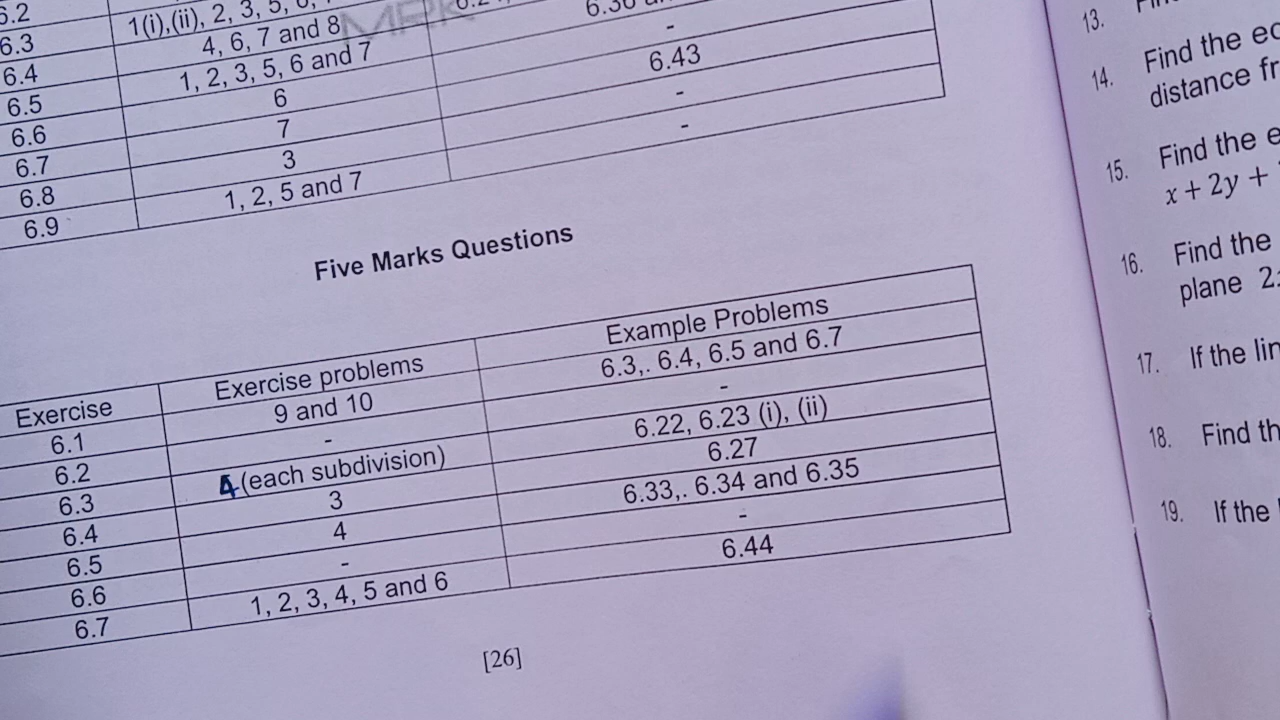 5.2 1(i),(ii), 2, 3, 5,
6.3 4, 6, 7 and 8
6.4 1, 2, 3, 5, 6 and 7 -
6.5 6 6.43
6.6 7 -
6.7 3 -
6.8 1, 2, 5 and 7
6.9
Five Marks Questions
Exercise Exercise problems Example Problems
6.1 9 and 10 6.3,. 6.4, 6.5 and 6.7
6.2 - -
6.3 4 (each subdivision) 6.22, 6.23 (i), (ii)
6.4 3 6.27
6.5 4 6.33,. 6.34 and 6.35
6.6 - -
6.7 1, 2, 3, 4, 5 and 6 6.44
[26]
13.
14. Find the
distance
15. Find the
x + 2y +
16. Find the
plane 2
17. If the
18. Find
19. If the